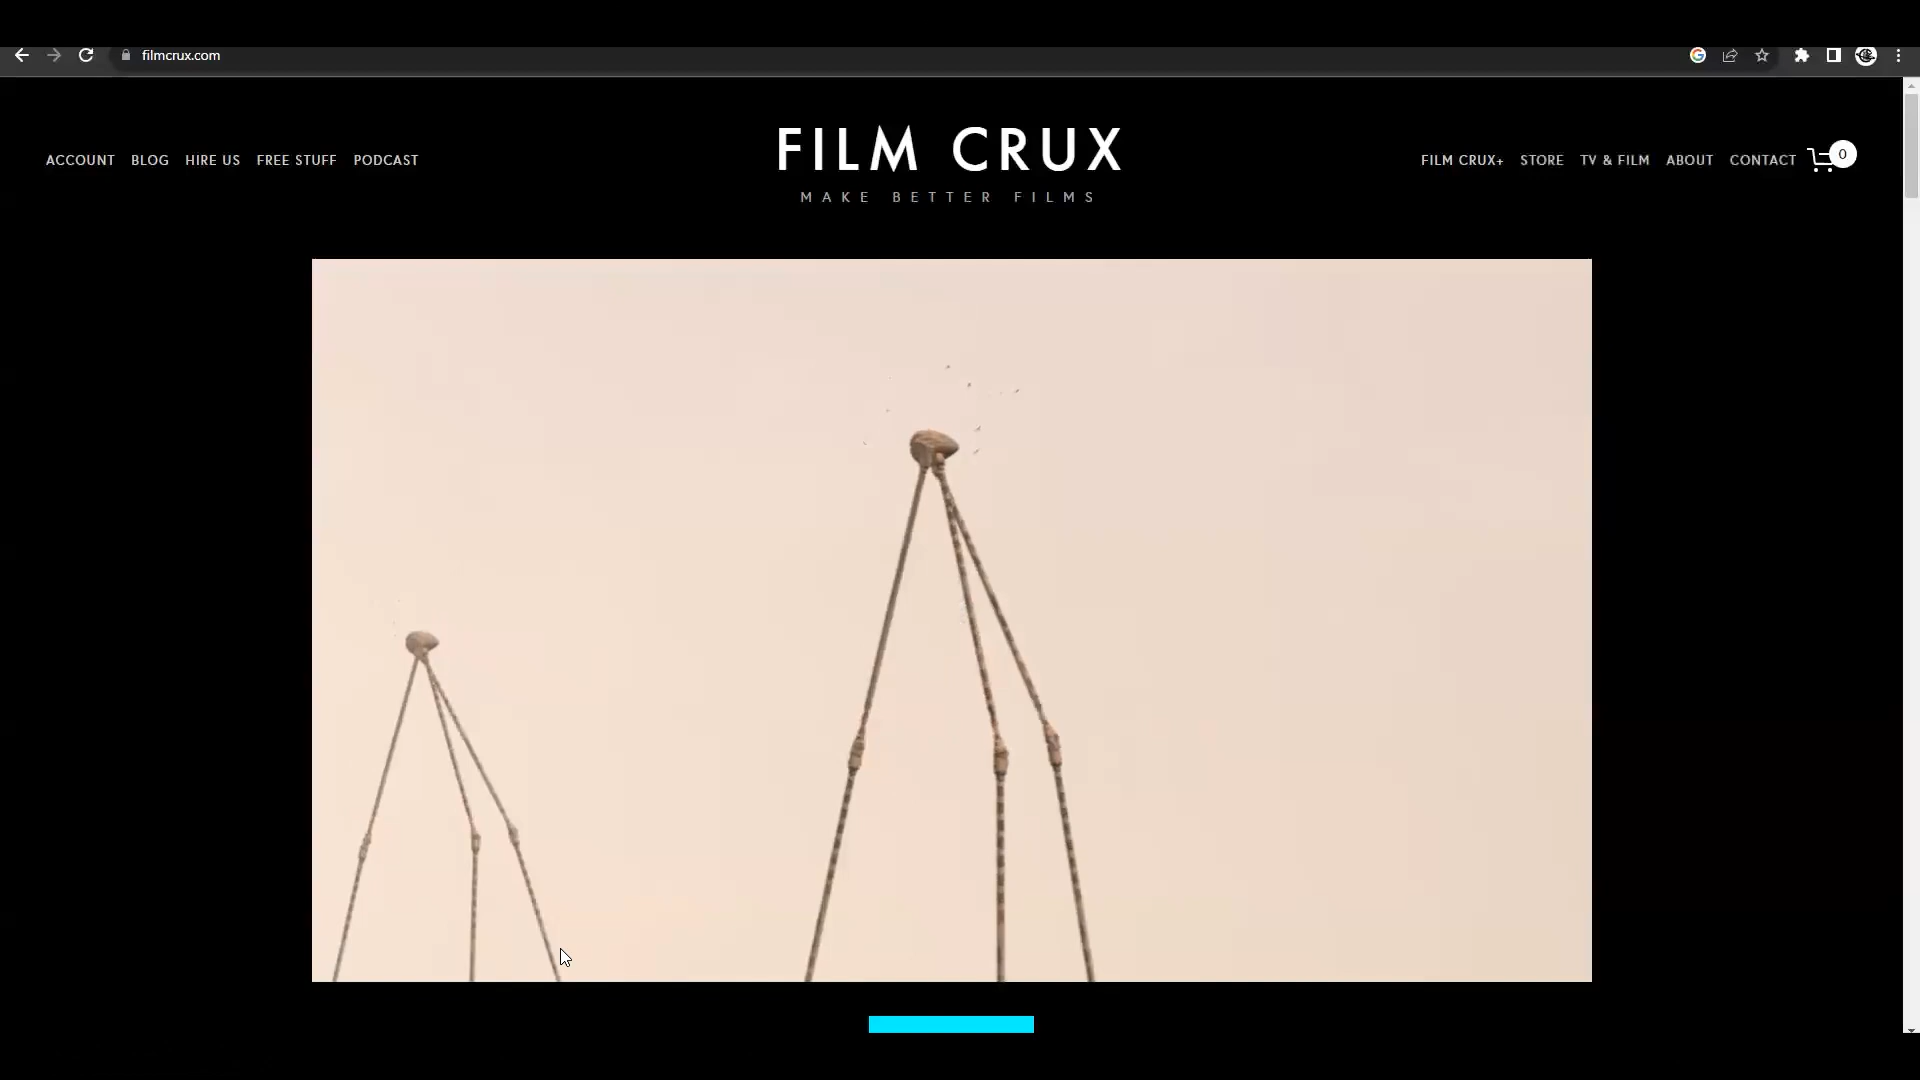 filmcrux.com
ACCOUNT BLOG HIRE US FREE STUFF PODCAST
FILM CRUX
MAKE BETTER FILMS
FILM CRUX+ STORE TV & FILM ABOUT CONTACT 0